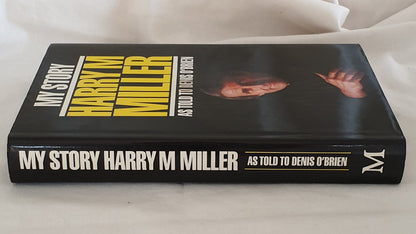 MY STORY
HARRY M
MILLER
AS TOLD TO DENIS O'BRIEN
MY STORY HARRY M MILLER AS TOLD TO DENIS O'BRIEN M